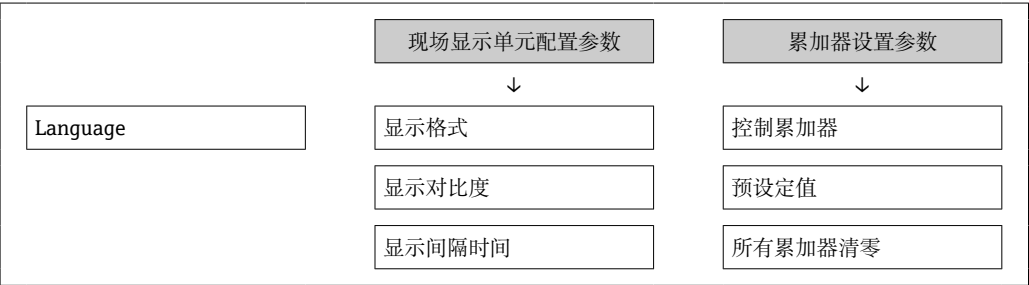 现场显示单元配置参数
累加器设置参数
↓
↓
Language
显示格式
控制累加器
显示对比度
预设定值
显示间隔时间
所有累加器清零